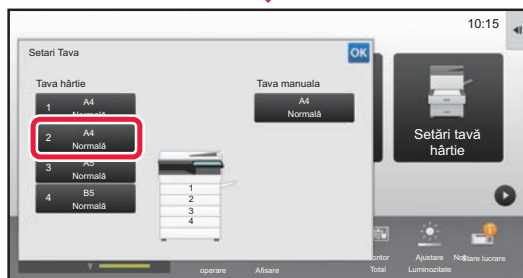 10:15
Setari Tava
OK
Tava hârtie
Tava manuala
1 A4
Normală
A4
Normală
2 A4
Normală
3 A5
Normală
4 B5
Normală
1
2
3
4
Setări tavă
hârtie
Y
operare
Afisare
Total
Ajustare
Luminozitate
Stare lucrare